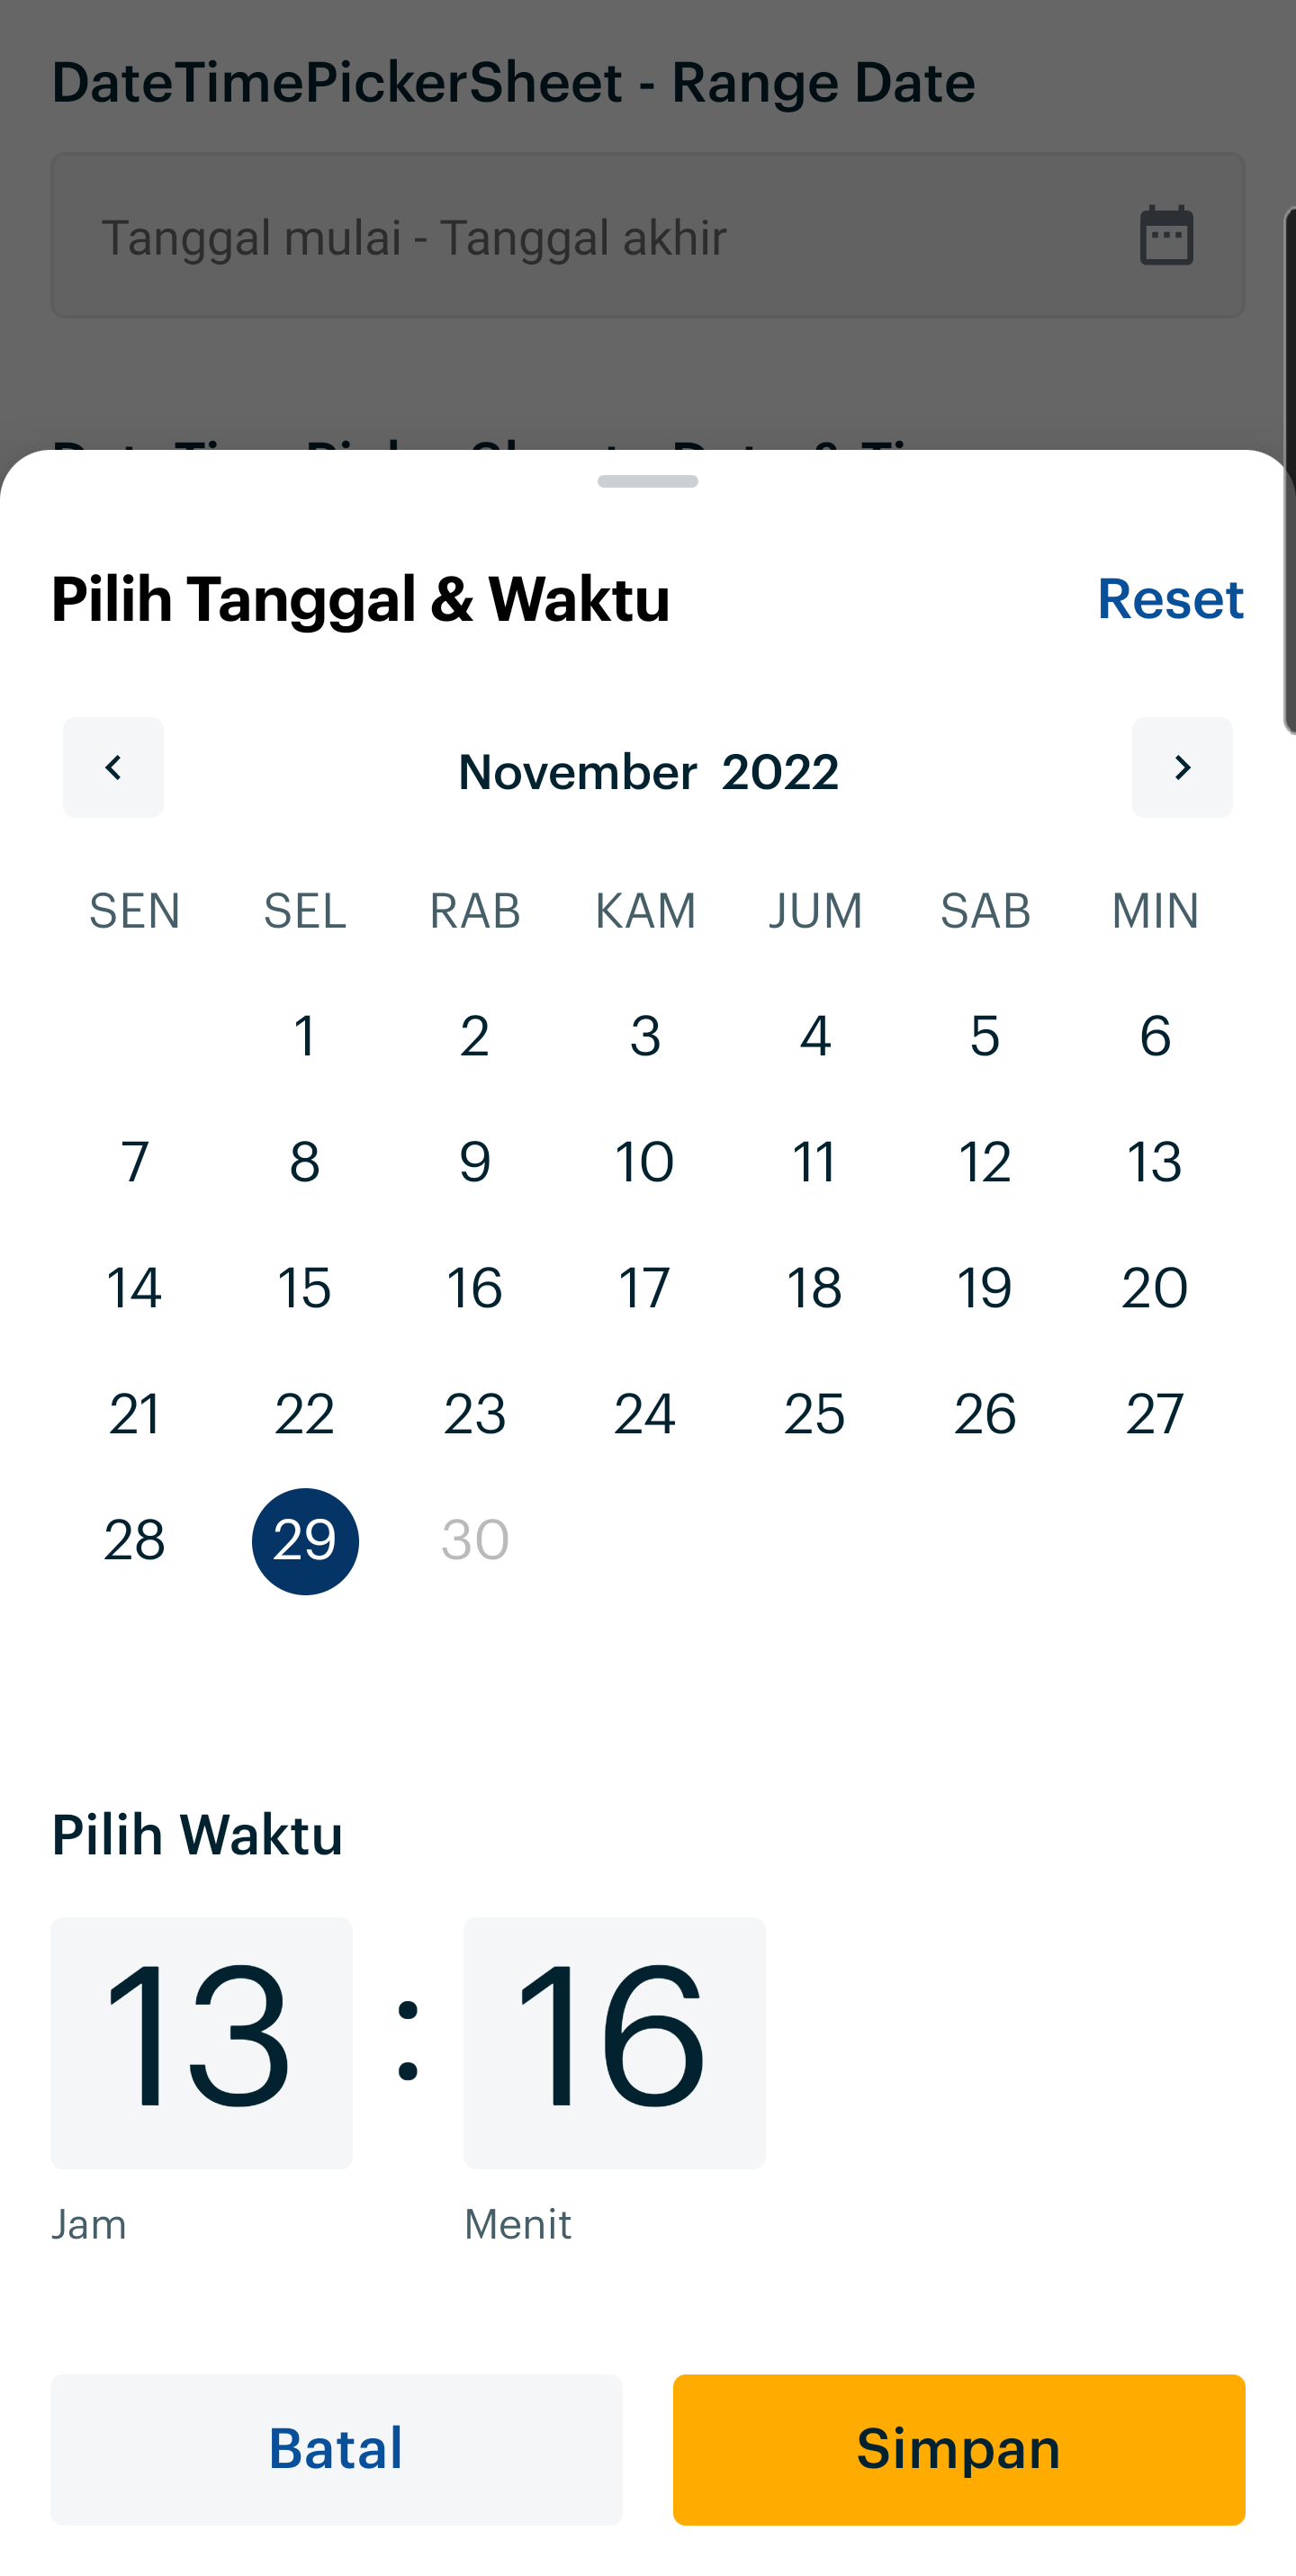 DateTimePickerSheet - Range Date
Tanggal mulai - Tanggal akhir
Pilih Tanggal & Waktu
Reset
November 2022
SEN SEL RAB KAM JUM SAB MIN
1 2 3 4 5 6
7 8 9 10 11 12 13
14 15 16 17 18 19 20
21 22 23 24 25 26 27
28 29 30
Pilih Waktu
13 : 16
Jam Menit
Batal Simpan